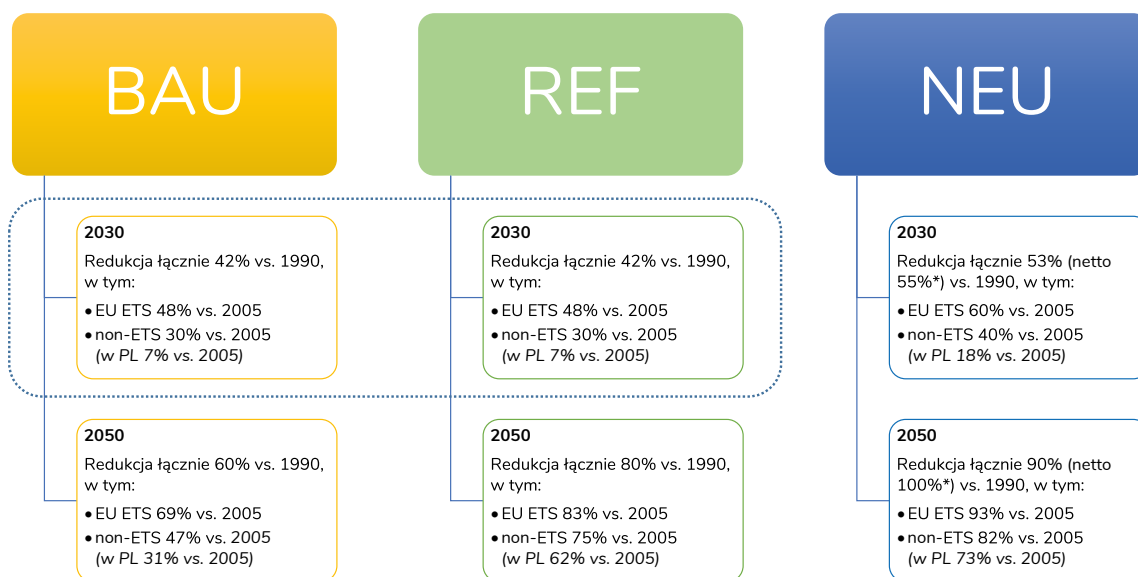 BAU
2030
Redukcja łącznie 42% vs. 1990,
w tym:
• EU ETS 48% vs. 2005
• non-ETS 30% vs. 2005
(w PL 7% vs. 2005)
2050
Redukcja łącznie 60% vs. 1990,
w tym:
• EU ETS 69% vs. 2005
• non-ETS 47% vs. 2005
(w PL 31% vs. 2005)
REF
2030
Redukcja łącznie 42% vs. 1990,
w tym:
• EU ETS 48% vs. 2005
• non-ETS 30% vs. 2005
(w PL 7% vs. 2005)
2050
Redukcja łącznie 80% vs. 1990,
w tym:
• EU ETS 83% vs. 2005
• non-ETS 75% vs. 2005
(w PL 62% vs. 2005)
NEU
2030
Redukcja łącznie 53% (netto
55%*) vs. 1990, w tym:
• EU ETS 60% vs. 2005
• non-ETS 40% vs. 2005
(w PL 18% vs. 2005)
2050
Redukcja łącznie 90% (netto
100%*) vs. 1990, w tym:
• EU ETS 93% vs. 2005
• non-ETS 82% vs. 2005
(w PL 73% vs. 2005)